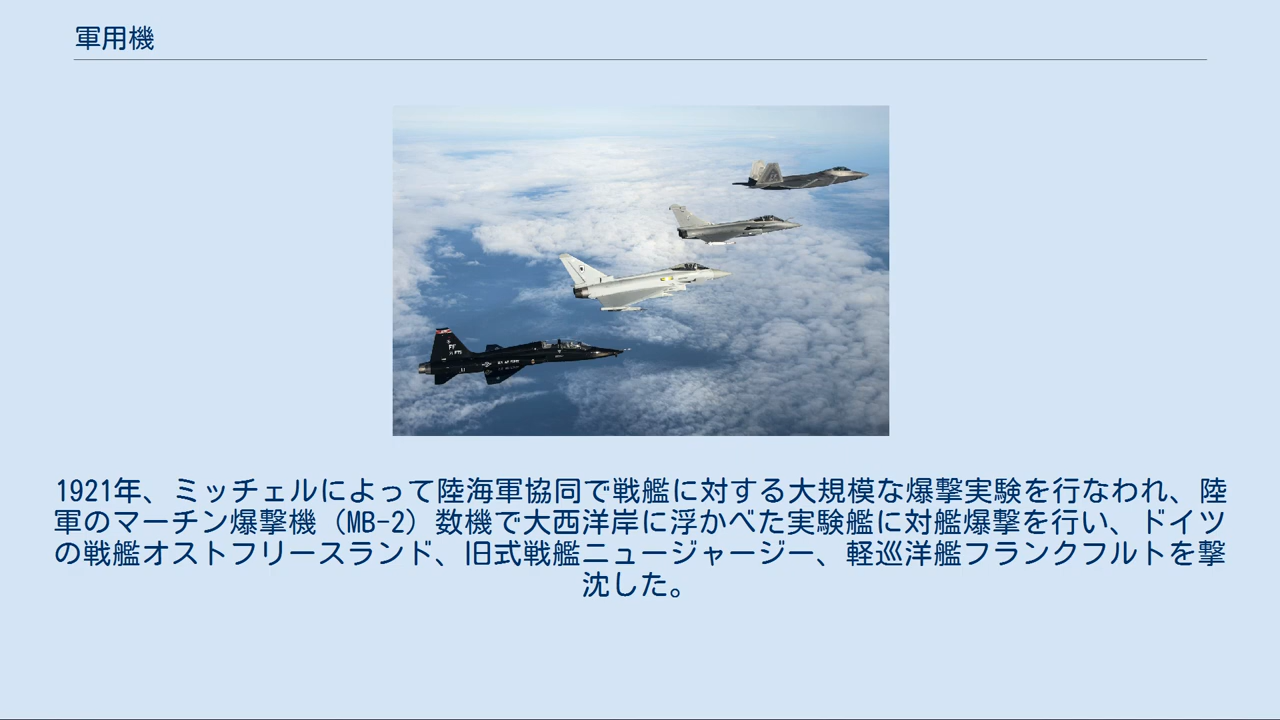 軍用機
1921年、ミッチェルによって陸海軍協同で戦艦に対する大規模な爆撃実験を行なわれ、陸
軍のマーチン爆撃機（MB-2）数機で大西洋岸に浮かべた実験艦に対艦爆撃を行い、ドイツ
の戦艦オストフリースランド、旧式戦艦ニュージャージー、軽巡洋艦フランクフルトを撃
沈した。